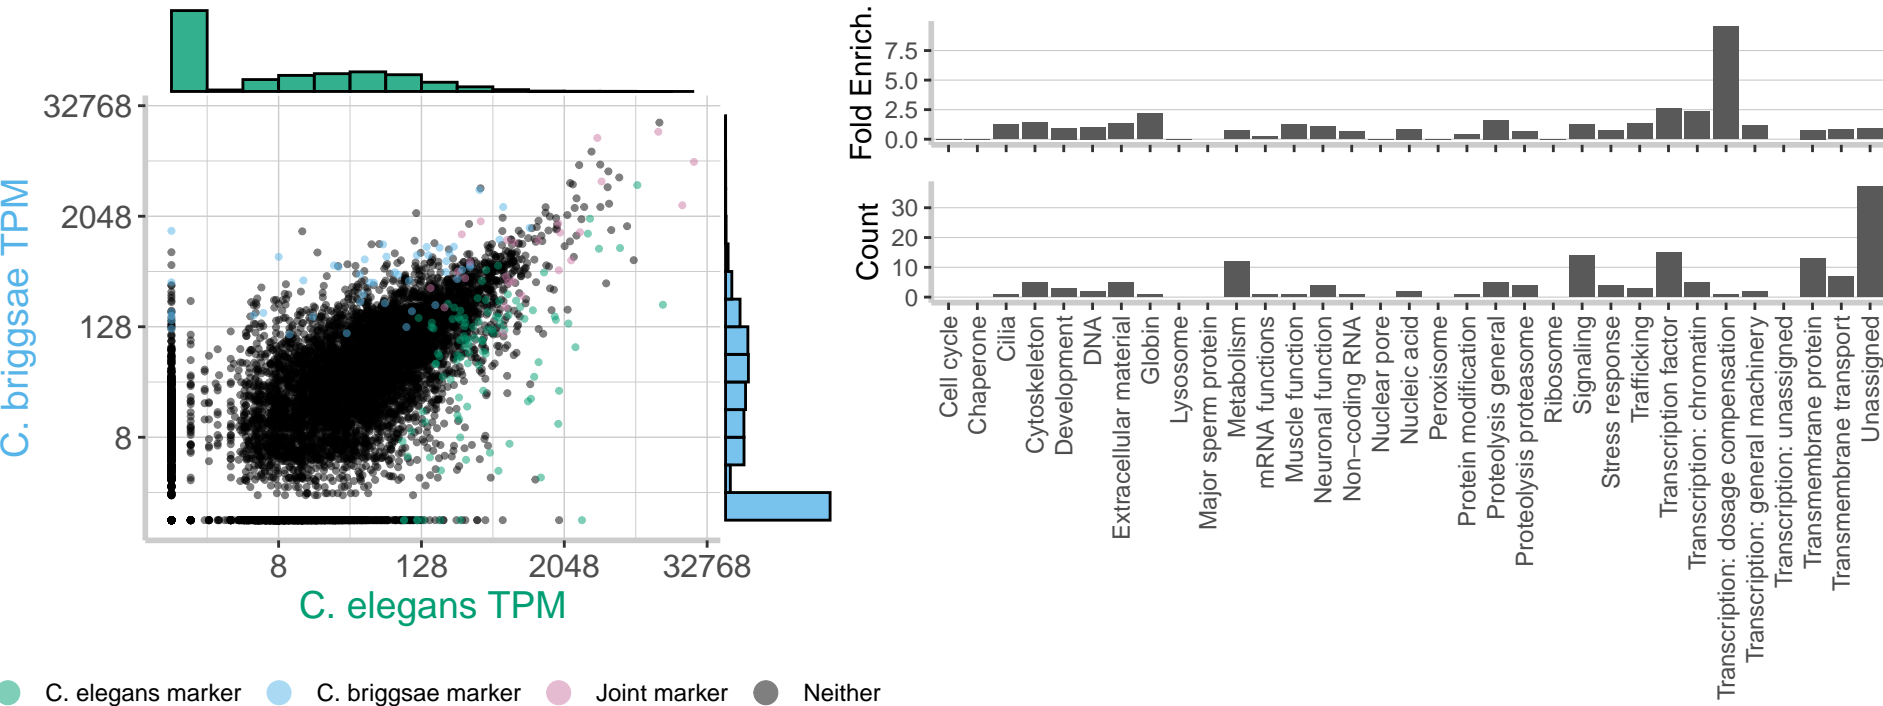 32768
2048
128
8
C. briggsae TPM
8
128
2048
32768
C. elegans TPM
C. elegans marker
C. briggsae marker
Joint marker
Neither
Fold Enrich.
7.5
5.0
2.5
0.0
Count
30
20
10
0
Cell cycle
Chaperone
Cilia
Cytoskeleton
Development
DNA
Extracellular material
Globin
Lysosome
Major sperm protein
Metabolism
mRNA functions
Muscle function
Neuronal function
Non−coding RNA
Nuclear pore
Nucleic acid
Peroxisome
Protein modification
Proteolysis general
Proteolysis proteasome
Ribosome
Signaling
Stress response
Trafficking
Transcription factor
Transcription: chromatin
Transcription: dosage compensation
Transcription: general machinery
Transcription: unassigned
Transmembrane protein
Transmembrane transport
Unassigned